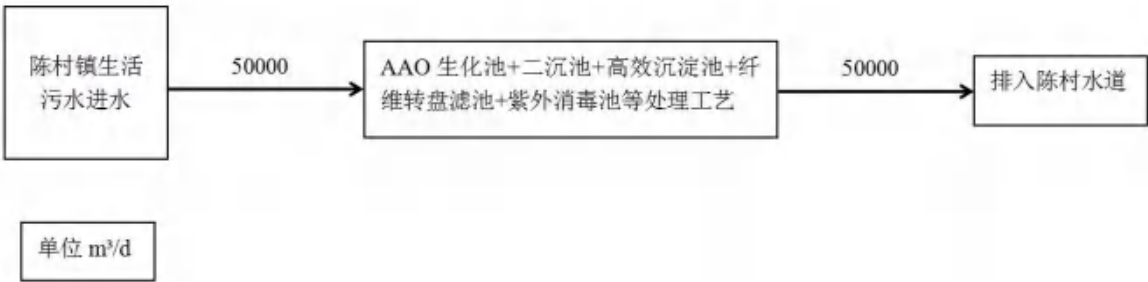 陈村镇生活
污水进水
50000
AAO 生化池+二沉池+高效沉淀池+纤
维转盘滤池+紫外消毒池等处理工艺
50000
排入陈村水道
单位 m³/d